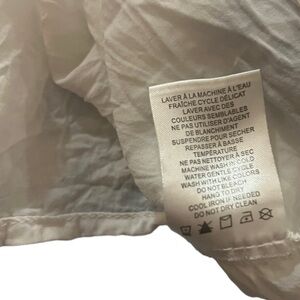 LAVER À LA MACHINE À L'EAU
FRAÎCHE CYCLE DÉLICAT
LAVER AVEC DES
COULEURS SEMBLABLES
NE PAS UTILISER D'AGENT
DE BLANCHIMENT
SUSPENDRE POUR SECHER
REPASSER À BASSE
TEMPÉRATURE
NE PAS NETTOYER À SEC
MACHINE WASH IN COLD
WATER GENTLE CYCLE
WASH WITH LIKE COLORS
DO NOT BLEACH
HANG TO DRY
COOL IRON IF NEEDED
DO NOT DRY CLEAN